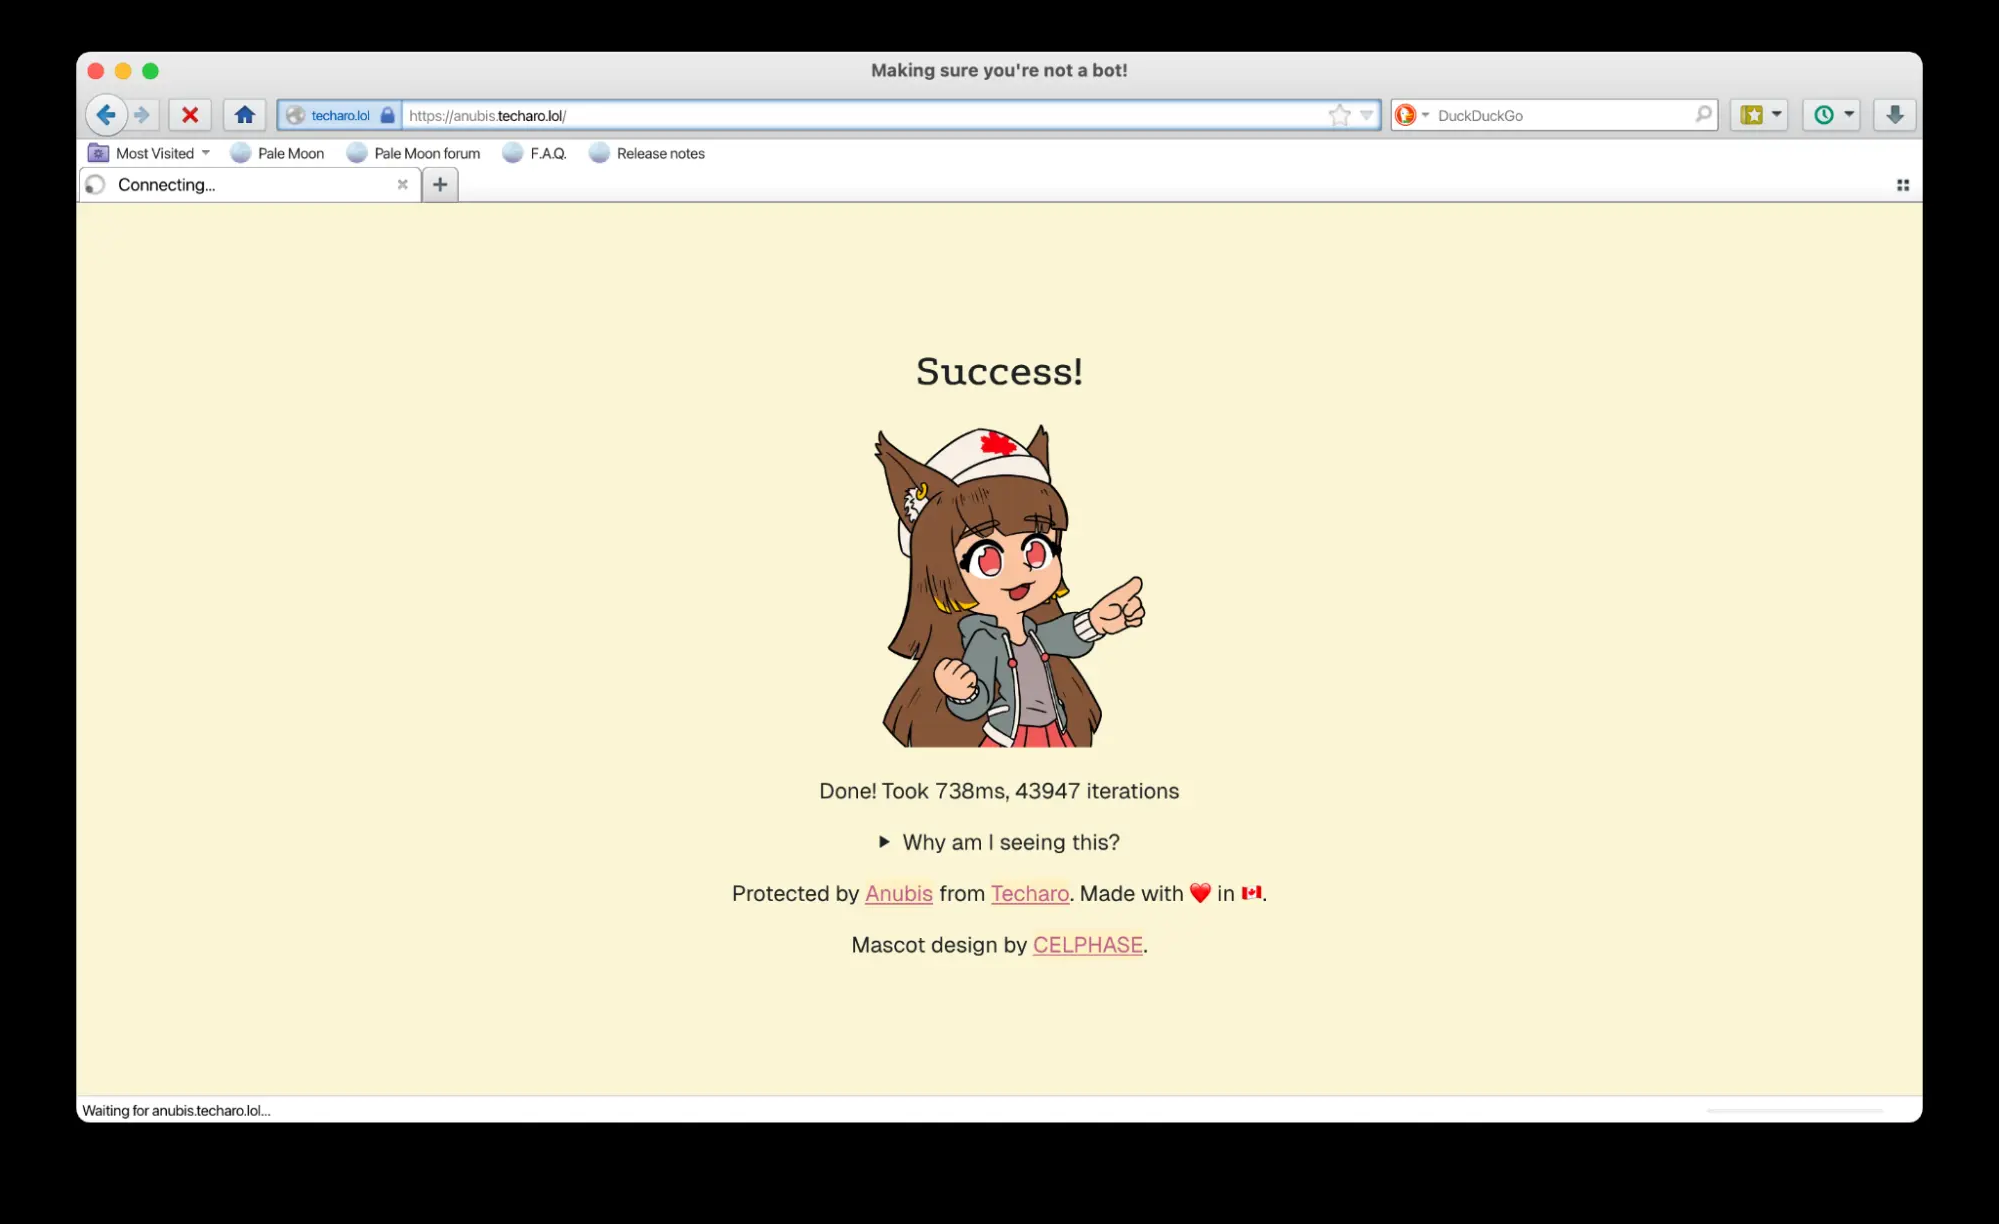 Making sure you're not a bot!
techaro.lol https://anubis.techaro.lol/ DuckDuckGo
Most Visited Pale Moon Pale Moon forum F.A.Q. Release notes
Connecting...
Success!
Done! Took 738ms, 43947 iterations
Why am I seeing this?
Protected by Anubis from Techaro. Made with ❤️ in 🇨🇦.
Mascot design by CELPHASE.
Waiting for anubis.techaro.lol...